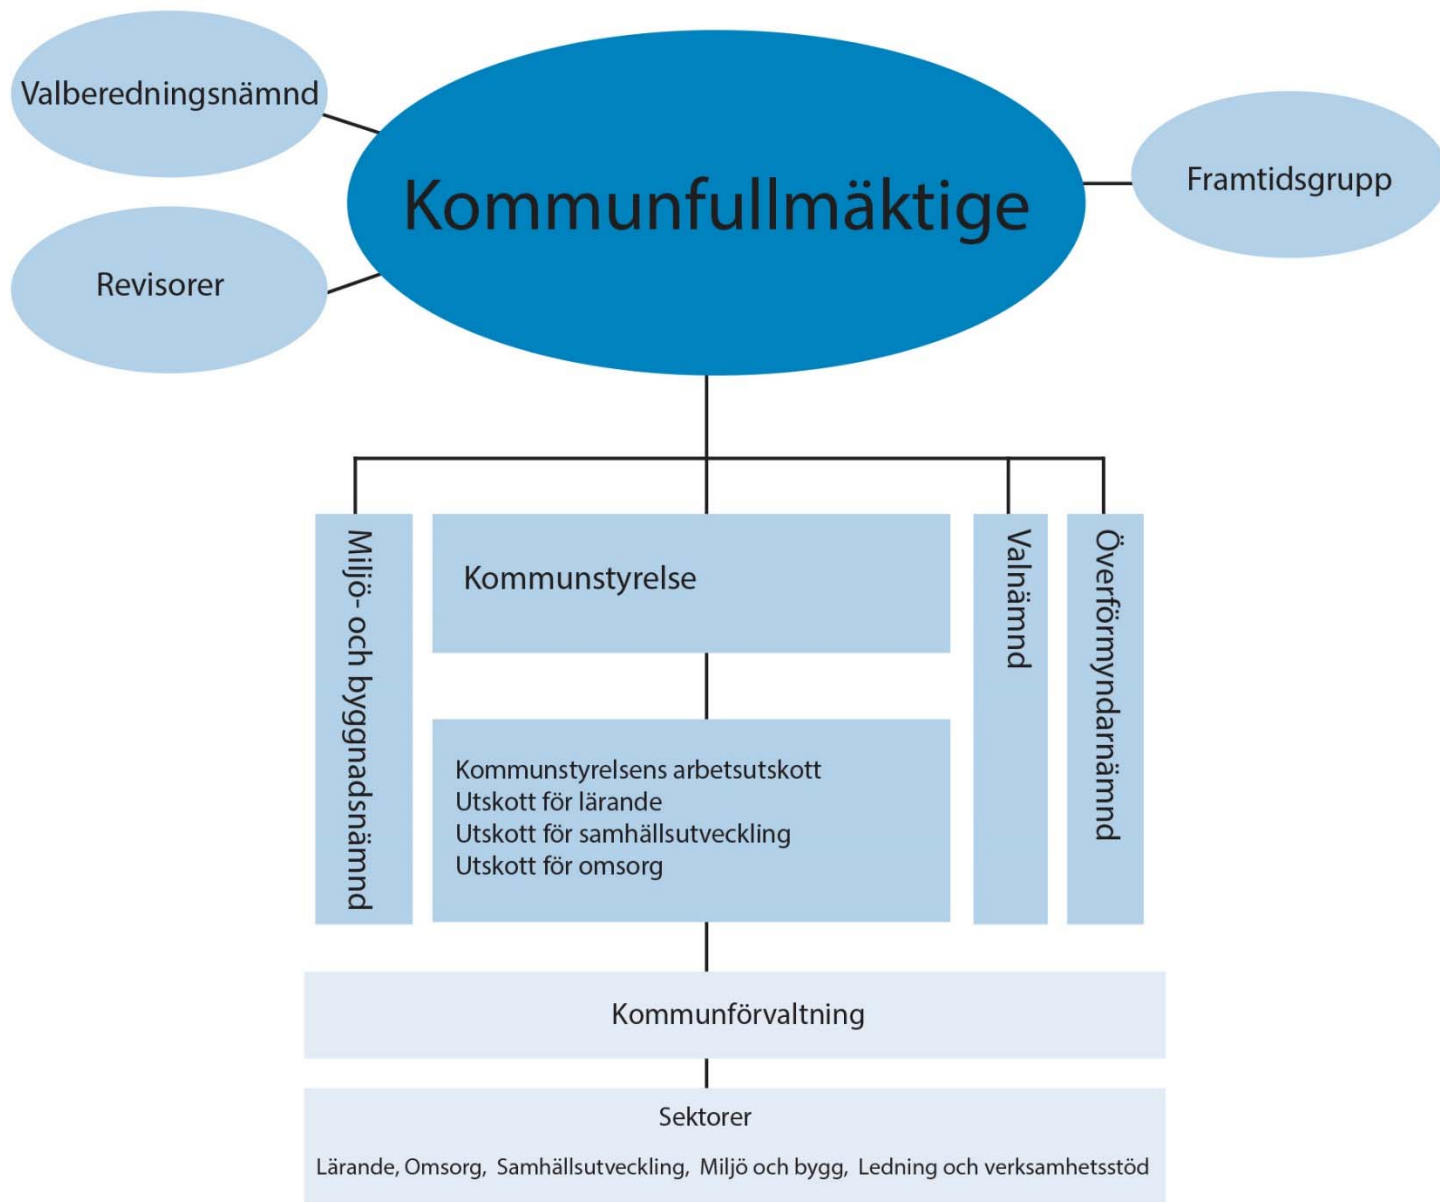 Valberedningsnämnd
Kommunfullmäktige
Framtidsgrupp
Revisorer
Miljö- och byggnadsnämnd
Kommunstyrelse
Valnämnd
Överförmyndarnämnd
Kommunstyrelsens arbetsutskott
Utskott för lärande
Utskott för samhällsutveckling
Utskott för omsorg
Kommunförvaltning
Sektorer
Lärande, Omsorg, Samhällsutveckling, Miljö och bygg, Ledning och verksamhetsstöd